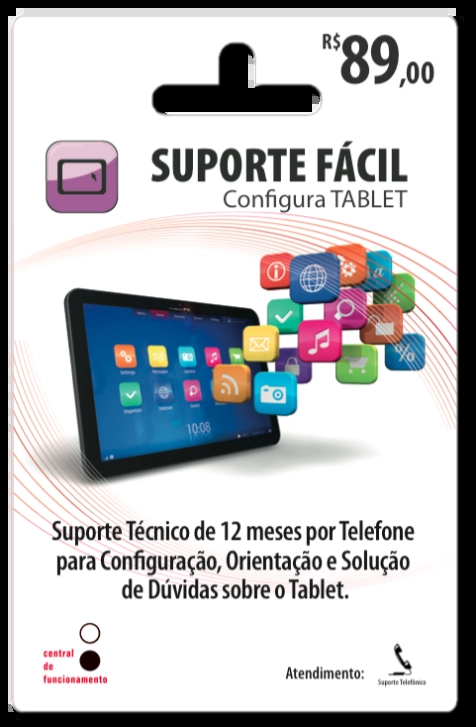 R$ 89,00
SUPORTE FÁCIL
Configura TABLET
10:08
Suporte Técnico de 12 meses por Telefone
para Configuração, Orientação e Solução
de Dúvidas sobre o Tablet.
central
de
funcionamento
Atendimento:
Suporte Telefônico